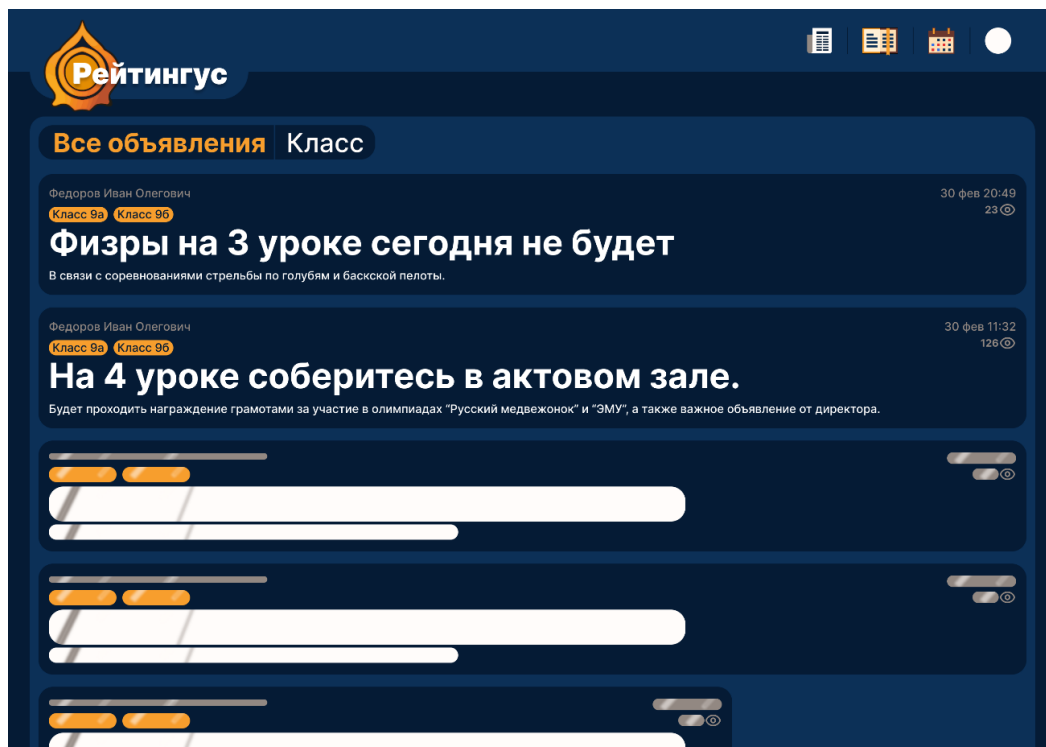 Рейтингус
Все объявления Класс
Федоров Иван Олегович 30 фев 20:49
Класс 9а Класс 9б 23
Физры на 3 уроке сегодня не будет
В связи с соревнованиями стрельбы по голубям и баскской пелоты.
Федоров Иван Олегович 30 фев 11:32
Класс 9а Класс 9б 126
На 4 уроке соберитесь в актовом зале.
Будет проходить награждение грамотами за участие в олимпиадах “Русский медвежонок” и “ЭМУ”, а также важное объявление от директора.